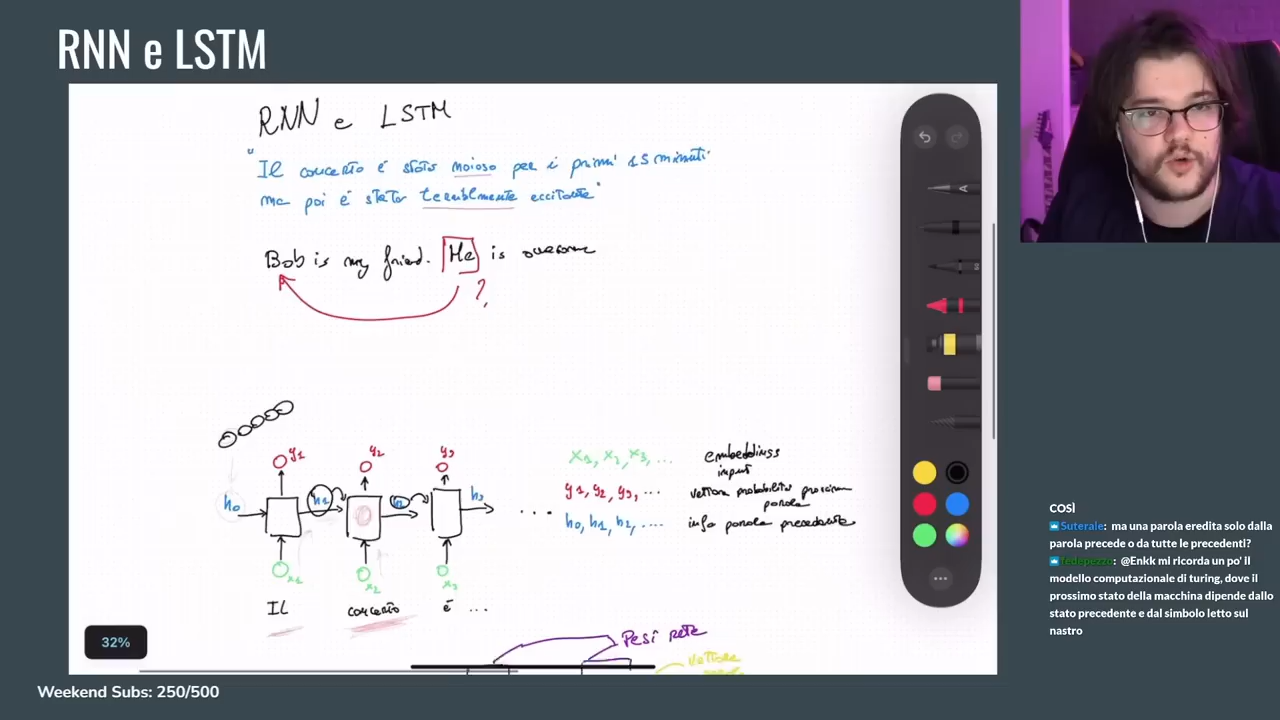 RNN e LSTM
RNN e LSTM
"Il concerto é stato noioso per i primi 15 minuti
ma poi é stato terribilmente eccitante"
Bob is my friend. He is awesome
?
y1 y2 y3
h0 h1 h2 h3 ...
x1 x2 x3
IL concerto é ...
x1, x2, x3, ... embeddings
input
y1, y2, y3, ... vettore probabilità prossima
parola
h0, h1, h2, .... info parola precedente
Pesi rete
Vettore
32%
Weekend Subs: 250/500
COSÌ
Suterale: ma una parola eredita solo dalla
parola precede o da tutte le precedenti?
@Enkk mi ricorda un po' il
modello computazionale di turing, dove il
prossimo stato della macchina dipende dallo
stato precedente e dal simbolo letto sul
nastro